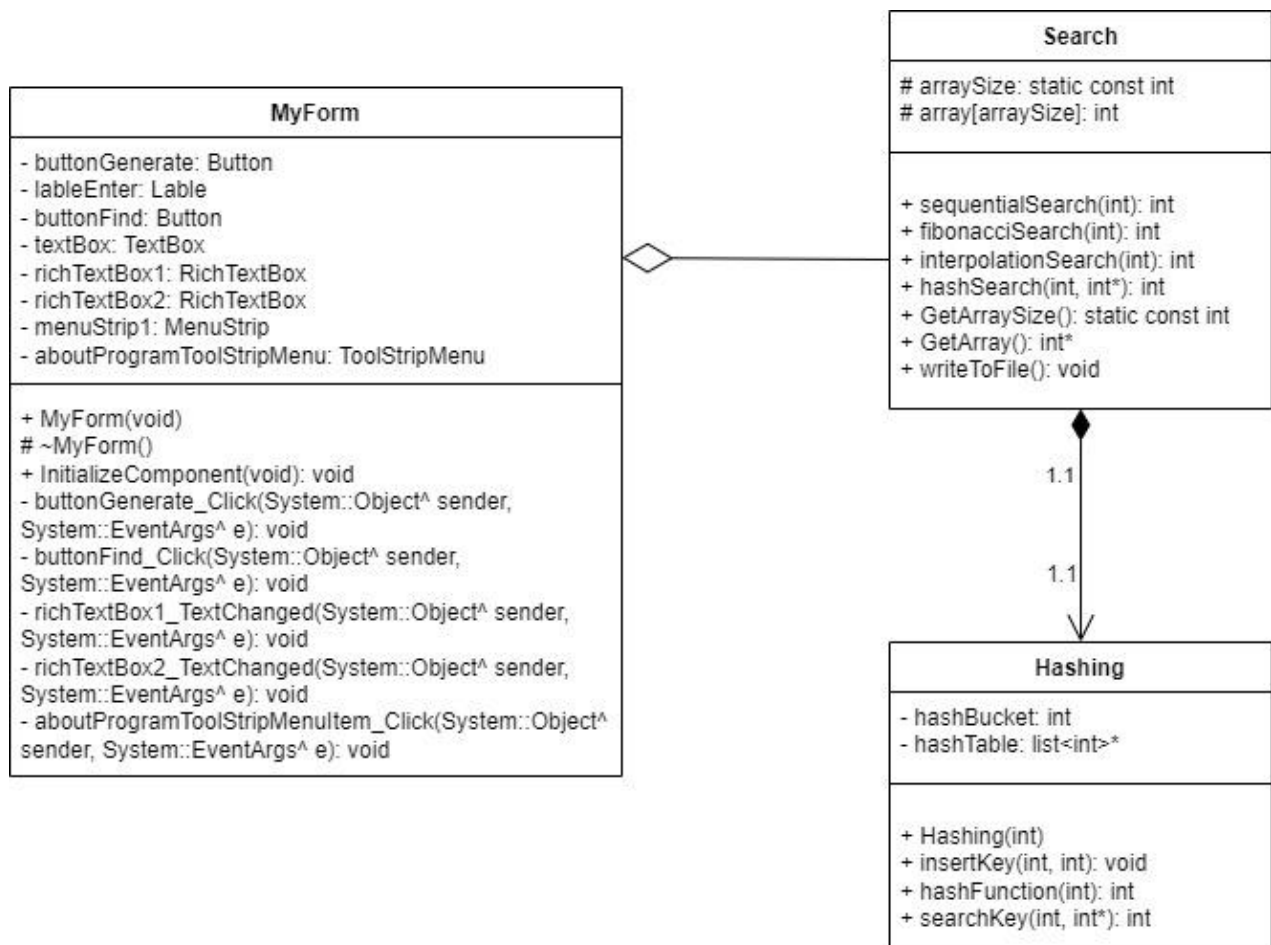 MyForm
- buttonGenerate: Button
- lableEnter: Lable
- buttonFind: Button
- textBox: TextBox
- richTextBox1: RichTextBox
- richTextBox2: RichTextBox
- menuStrip1: MenuStrip
- aboutProgramToolStripMenu: ToolStripMenu
+ MyForm(void)
# ~MyForm()
+ InitializeComponent(void): void
- buttonGenerate_Click(System::Object^ sender,
System::EventArgs^ e): void
- buttonFind_Click(System::Object^ sender,
System::EventArgs^ e): void
- richTextBox1_TextChanged(System::Object^ sender,
System::EventArgs^ e): void
- richTextBox2_TextChanged(System::Object^ sender,
System::EventArgs^ e): void
- aboutProgramToolStripMenuItem_Click(System::Object^
sender, System::EventArgs^ e): void
Search
# arraySize: static const int
# array[arraySize]: int
+ sequentialSearch(int): int
+ fibonacciSearch(int): int
+ interpolationSearch(int): int
+ hashSearch(int, int*): int
+ GetArraySize(): static const int
+ GetArray(): int*
+ writeToFile(): void
1.1
1.1
Hashing
- hashBucket: int
- hashTable: list<int>*
+ Hashing(int)
+ insertKey(int, int): void
+ hashFunction(int): int
+ searchKey(int, int*): int